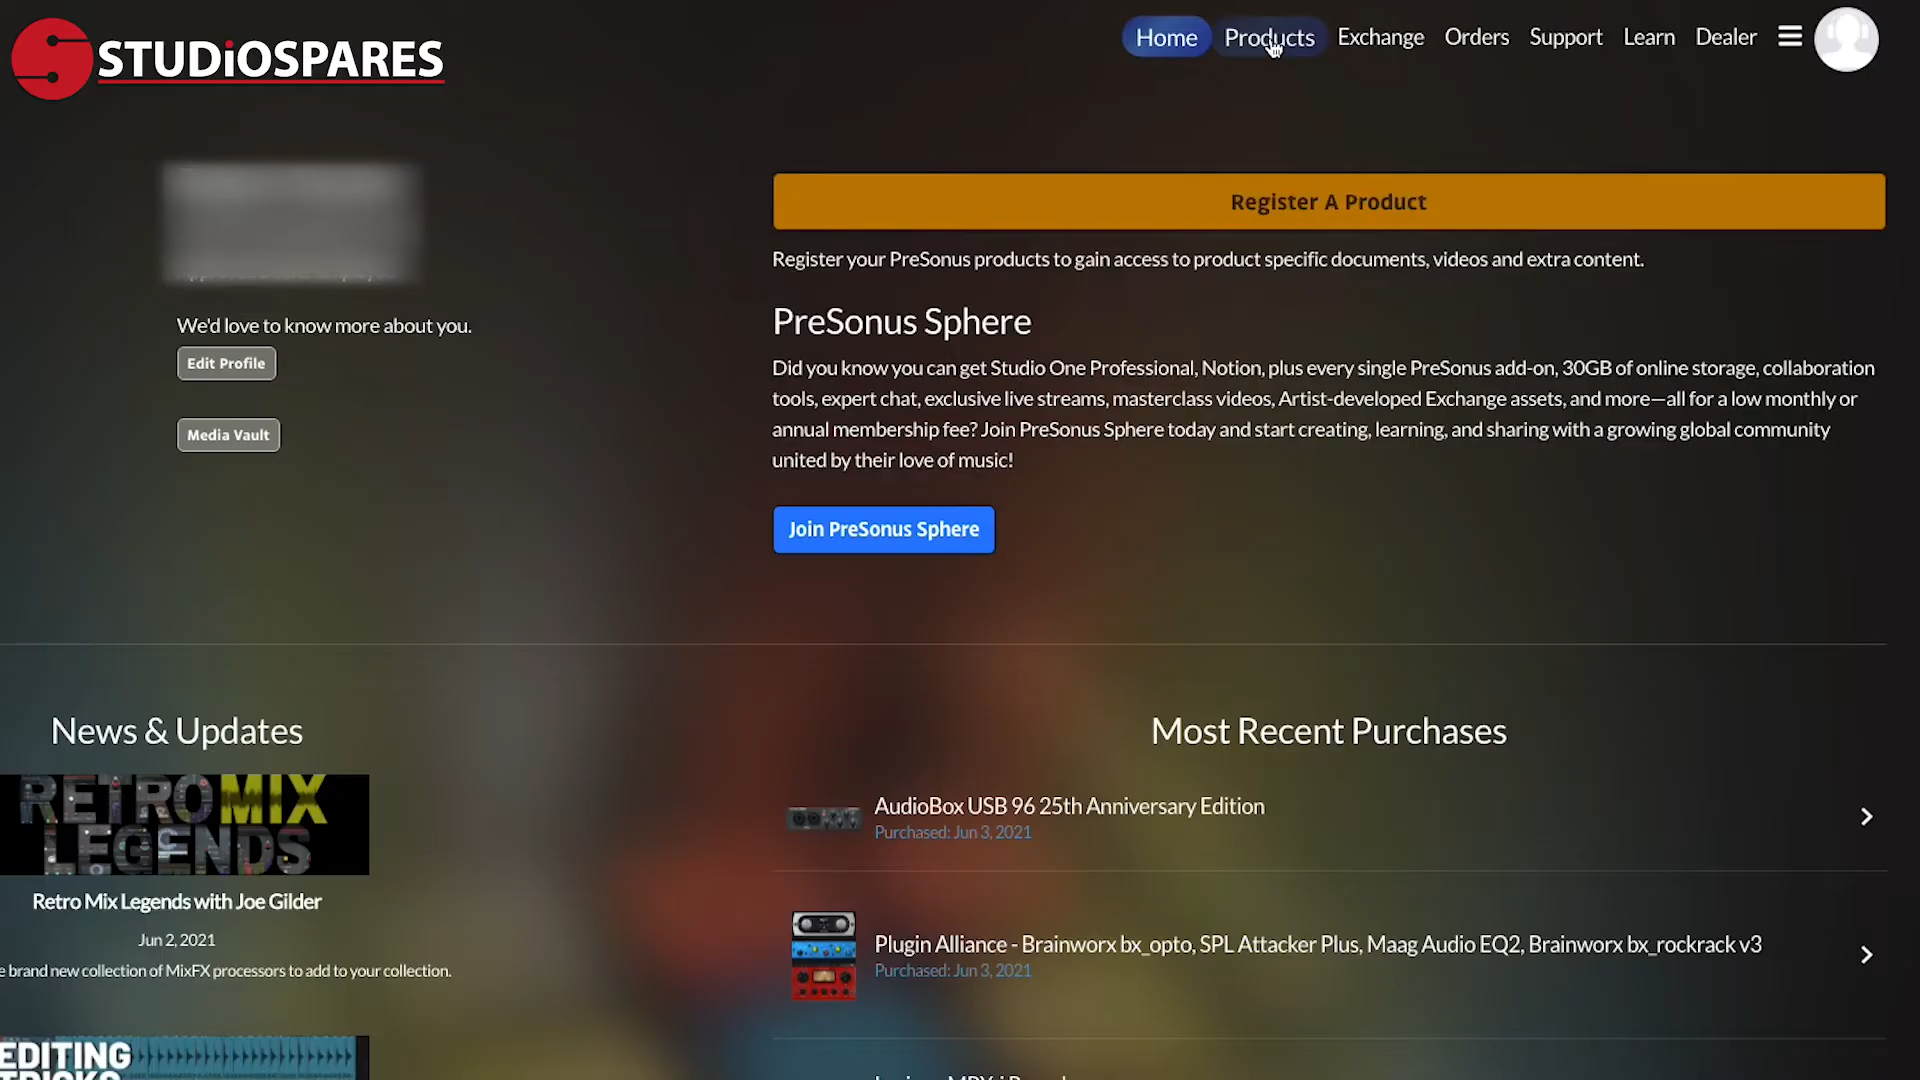 STUDiOSPARES
Home Products Exchange Orders Support Learn Dealer
Register A Product
Register your PreSonus products to gain access to product specific documents, videos and extra content.
We'd love to know more about you.
Edit Profile
Media Vault
PreSonus Sphere
Did you know you can get Studio One Professional, Notion, plus every single PreSonus add-on, 30GB of online storage, collaboration
tools, expert chat, exclusive live streams, masterclass videos, Artist-developed Exchange assets, and more—all for a low monthly or
annual membership fee? Join PreSonus Sphere today and start creating, learning, and sharing with a growing global community
united by their love of music!
Join PreSonus Sphere
News & Updates
RETRO MIX
LEGENDS
Retro Mix Legends with Joe Gilder
Jun 2, 2021
e brand new collection of MixFX processors to add to your collection.
EDITING
Most Recent Purchases
AudioBox USB 96 25th Anniversary Edition
Purchased: Jun 3, 2021
Plugin Alliance - Brainworx bx_opto, SPL Attacker Plus, Maag Audio EQ2, Brainworx bx_rockrack v3
Purchased: Jun 3, 2021